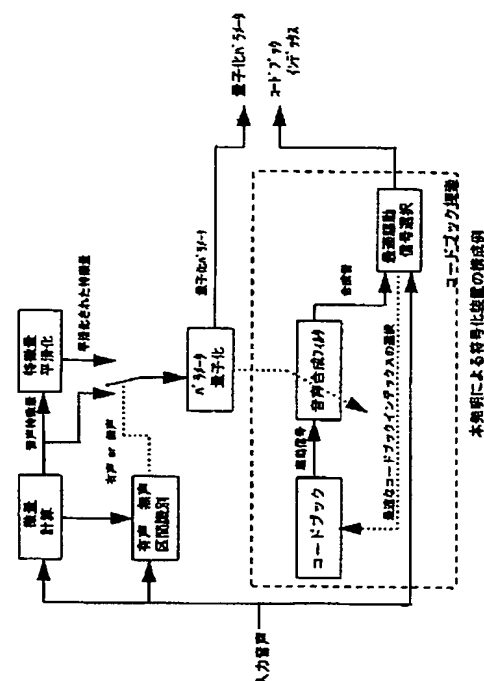 入力音声
微量
計算
音声特徴量
特徴量
平滑化
平滑化された特徴量
有声 無声
区間識別
有声 or 無声
パラメータ
量子化
量子化パラメータ
量子化パラメータ
コードブック
インデックス
コードブック
駆動信号
音声合成フィルタ
合成音
最適駆動
信号選択
最適なコードブックインデックスの選択
コードブック探索
本発明による符号化装置の構成例